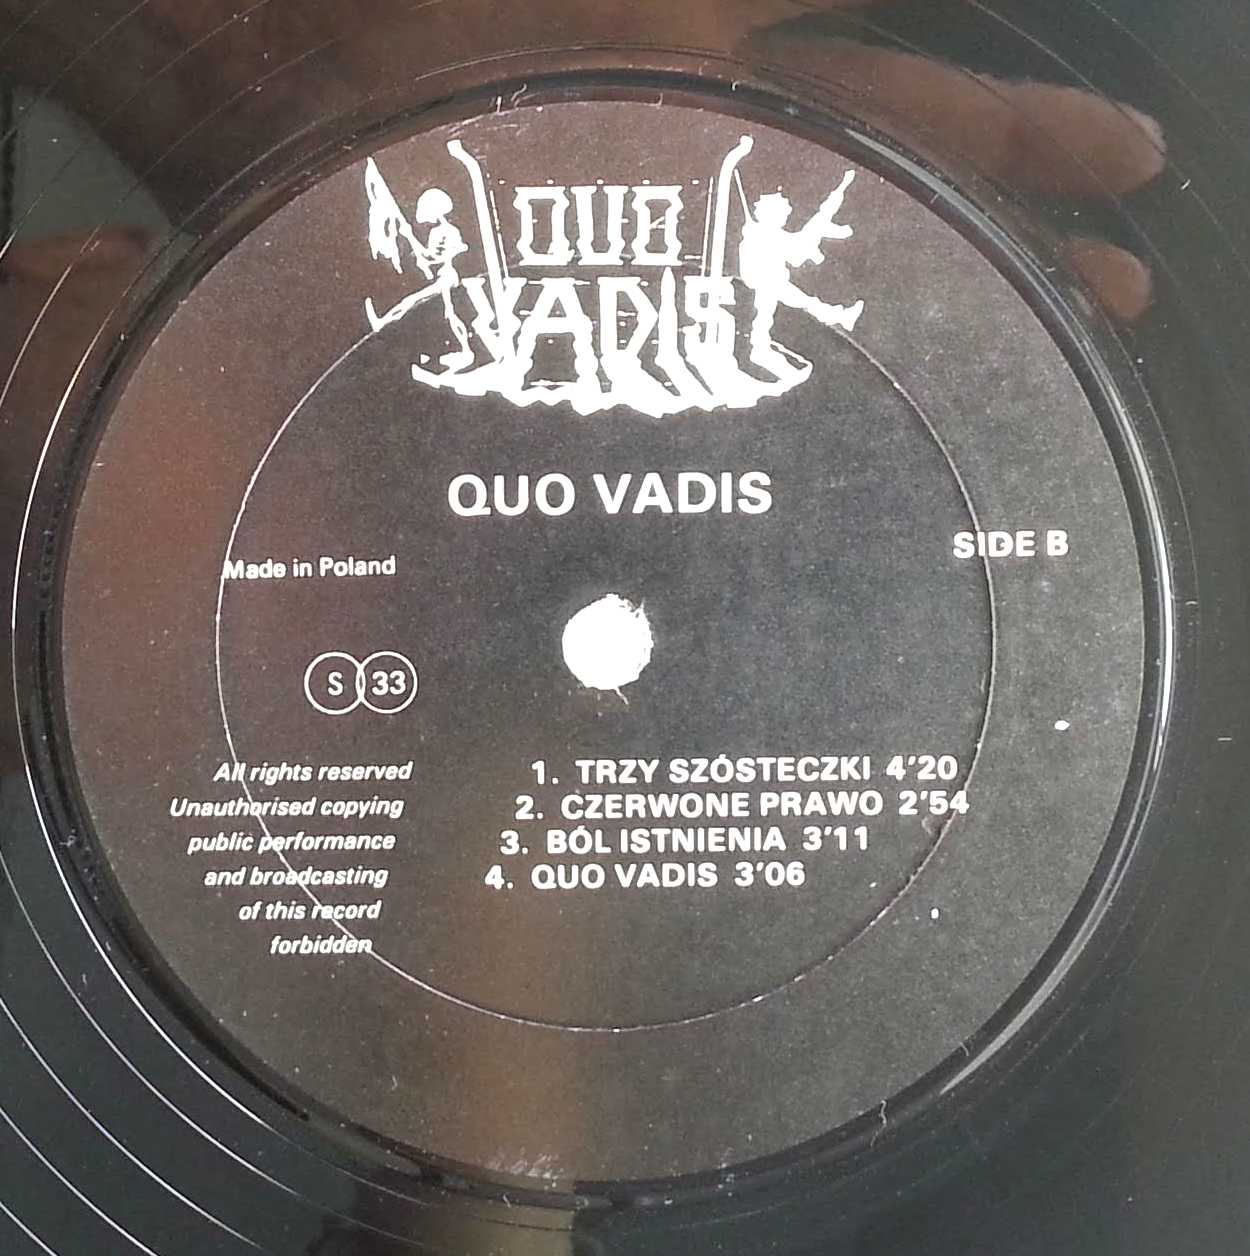 QUO
VADIS
QUO VADIS
SIDE B
Made in Poland
S 33
All rights reserved
Unauthorised copying
public performance
and broadcasting
of this record
forbidden
1. TRZY SZÓSTECZKI 4'20
2. CZERWONE PRAWO 2'54
3. BÓL ISTNIENIA 3'11
4. QUO VADIS 3'06